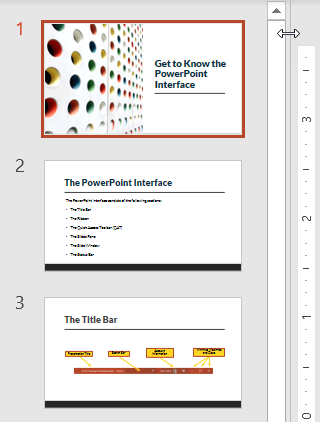 1
Get to Know the
PowerPoint
Interface
2
The PowerPoint Interface
The PowerPoint Interface consists of the following sections:
• The Title Bar
• The Ribbon
• The Quick Access Toolbar (QAT)
• The Slides Pane
• The Slide Window
• The Status Bar
3
The Title Bar
Presentation Title
Search Bar
Account
Information
and Close
3
2
1
0